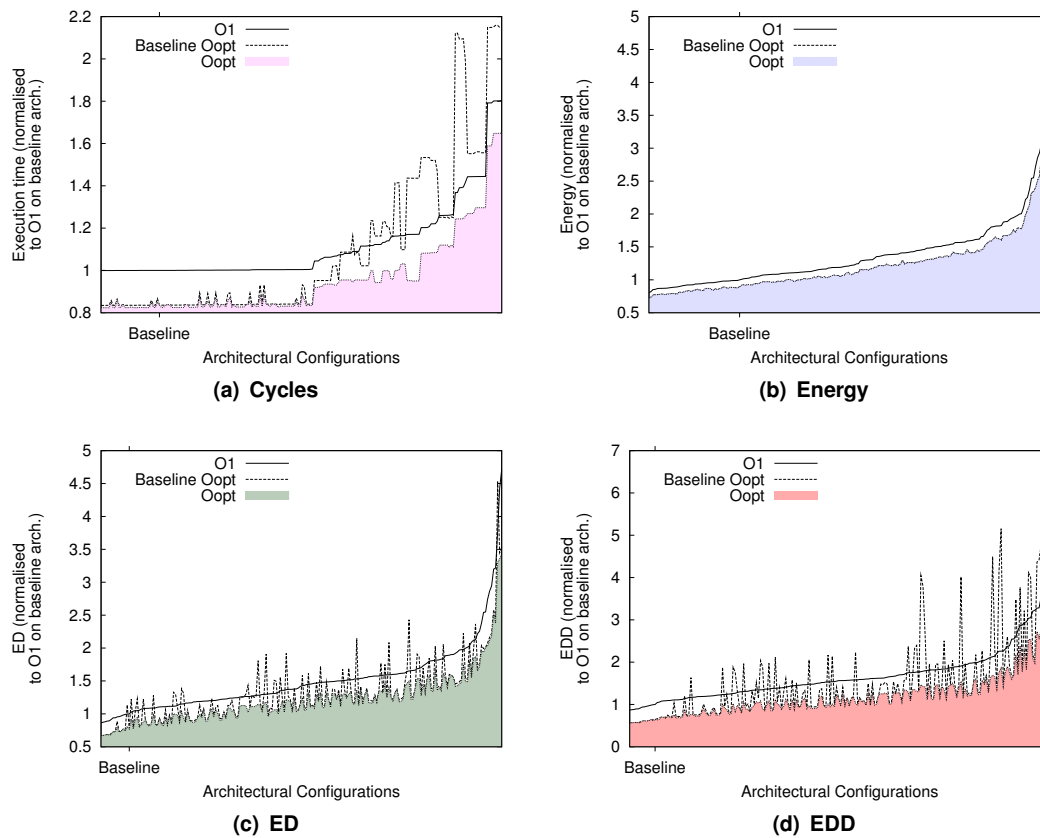 Execution time (normalised
to O1 on baseline arch.)
2.2
2
1.8
1.6
1.4
1.2
1
0.8
O1
Baseline Oopt
Oopt
Baseline
Architectural Configurations
(a) Cycles
Energy (normalised
to O1 on baseline arch.)
5
4.5
4
3.5
3
2.5
2
1.5
1
0.5
O1
Baseline Oopt
Oopt
Baseline
Architectural Configurations
(b) Energy
ED (normalised
to O1 on baseline arch.)
5
4.5
4
3.5
3
2.5
2
1.5
1
0.5
O1
Baseline Oopt
Oopt
Baseline
Architectural Configurations
(c) ED
EDD (normalised
to O1 on baseline arch.)
7
6
5
4
3
2
1
0
O1
Baseline Oopt
Oopt
Baseline
Architectural Configurations
(d) EDD